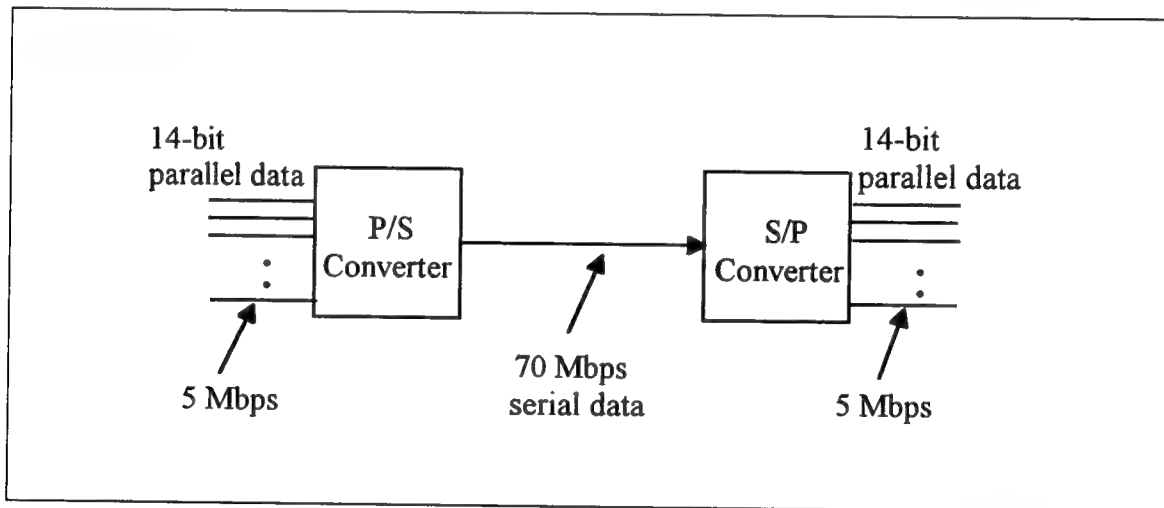 14-bit
parallel data
P/S
Converter
5 Mbps
70 Mbps
serial data
S/P
Converter
14-bit
parallel data
5 Mbps